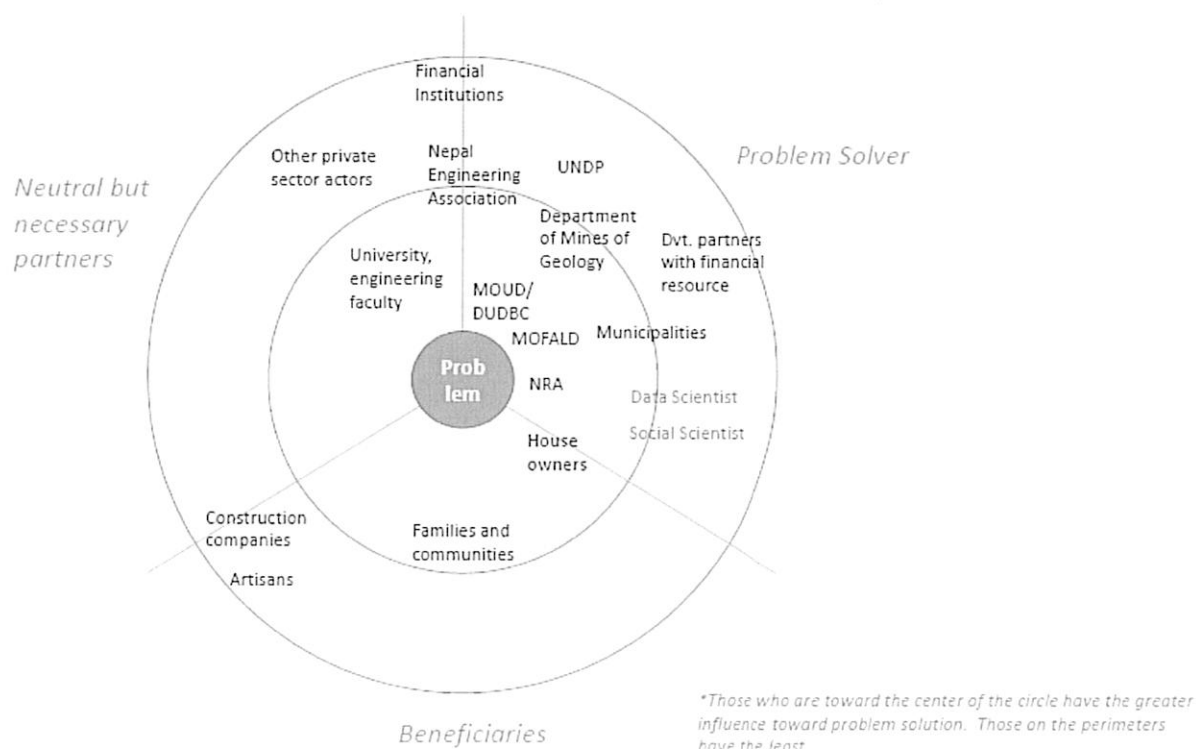 Financial
Institutions
Other private
sector actors
Nepal
Engineering
Association
UNDP
Problem Solver
Neutral but
necessary
partners
Department
of Mines of
Geology
Dvt. partners
with financial
resource
University,
engineering
faculty
MOUD/
DUDBC
MOFALD
Municipalities
Prob
lem
NRA
Data Scientist
Social Scientist
House
owners
Construction
companies
Artisans
Families and
communities
Beneficiaries
*Those who are toward the center of the circle have the greater
influence toward problem solution. Those on the perimeters
have the least